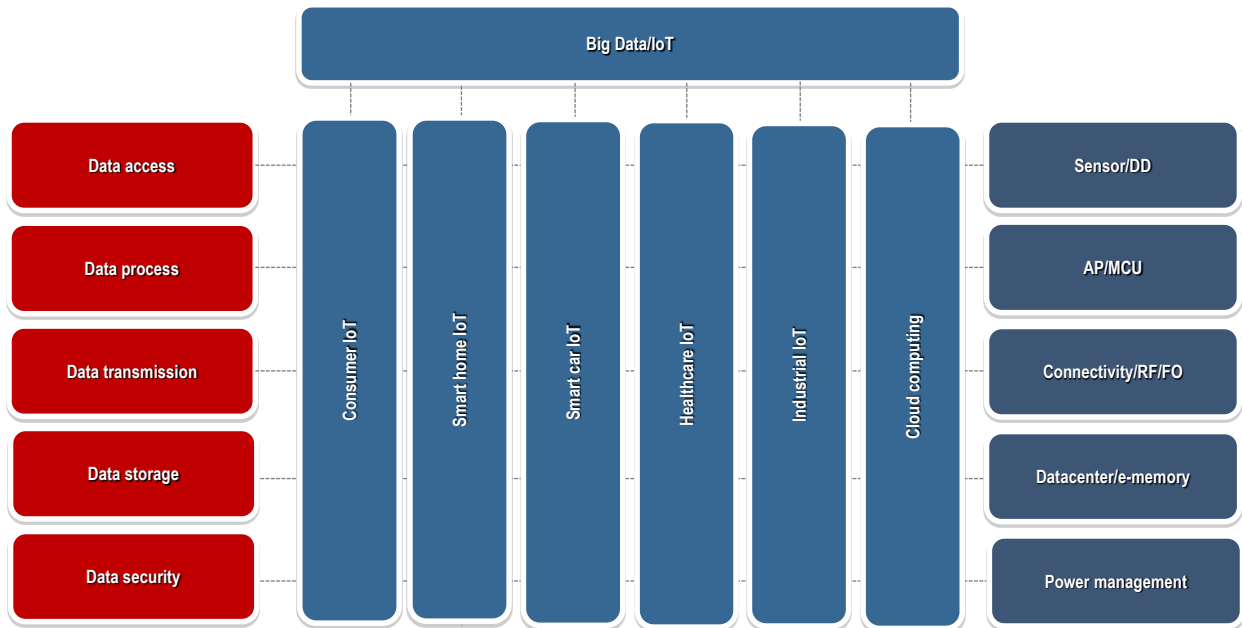 Big Data/IoT
Data access
Data process
Data transmission
Data storage
Data security
Consumer IoT
Smart home IoT
Smart car IoT
Healthcare IoT
Industrial IoT
Cloud computing
Sensor/DD
AP/MCU
Connectivity/RF/FO
Datacenter/e-memory
Power management